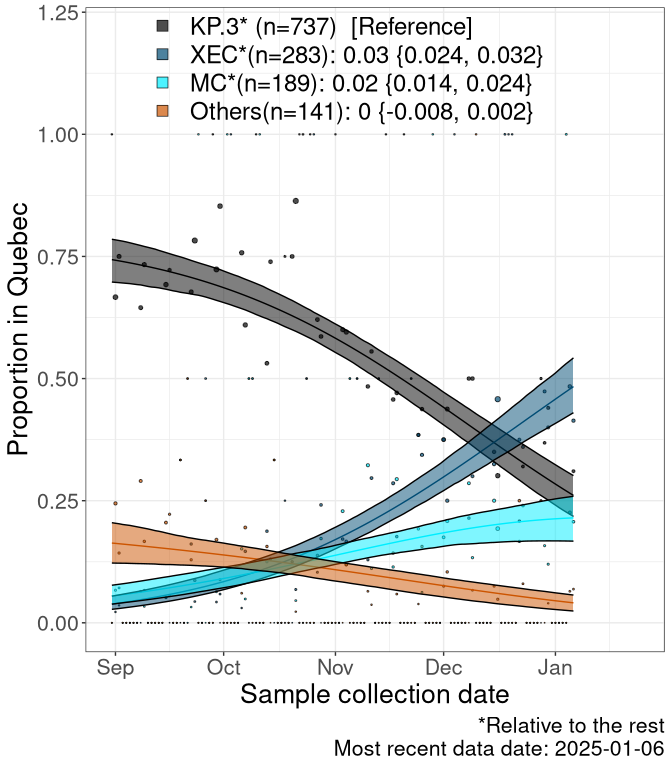 KP.3* (n=737)  [Reference]
XEC*(n=283): 0.03 {0.024, 0.032}
MC*(n=189): 0.02 {0.014, 0.024}
Others(n=141): 0 {-0.008, 0.002}
1.25
1.00
0.75
0.50
0.25
0.00
Proportion in Quebec
Sep Oct Nov Dec Jan
Sample collection date
*Relative to the rest
Most recent data date: 2025-01-06